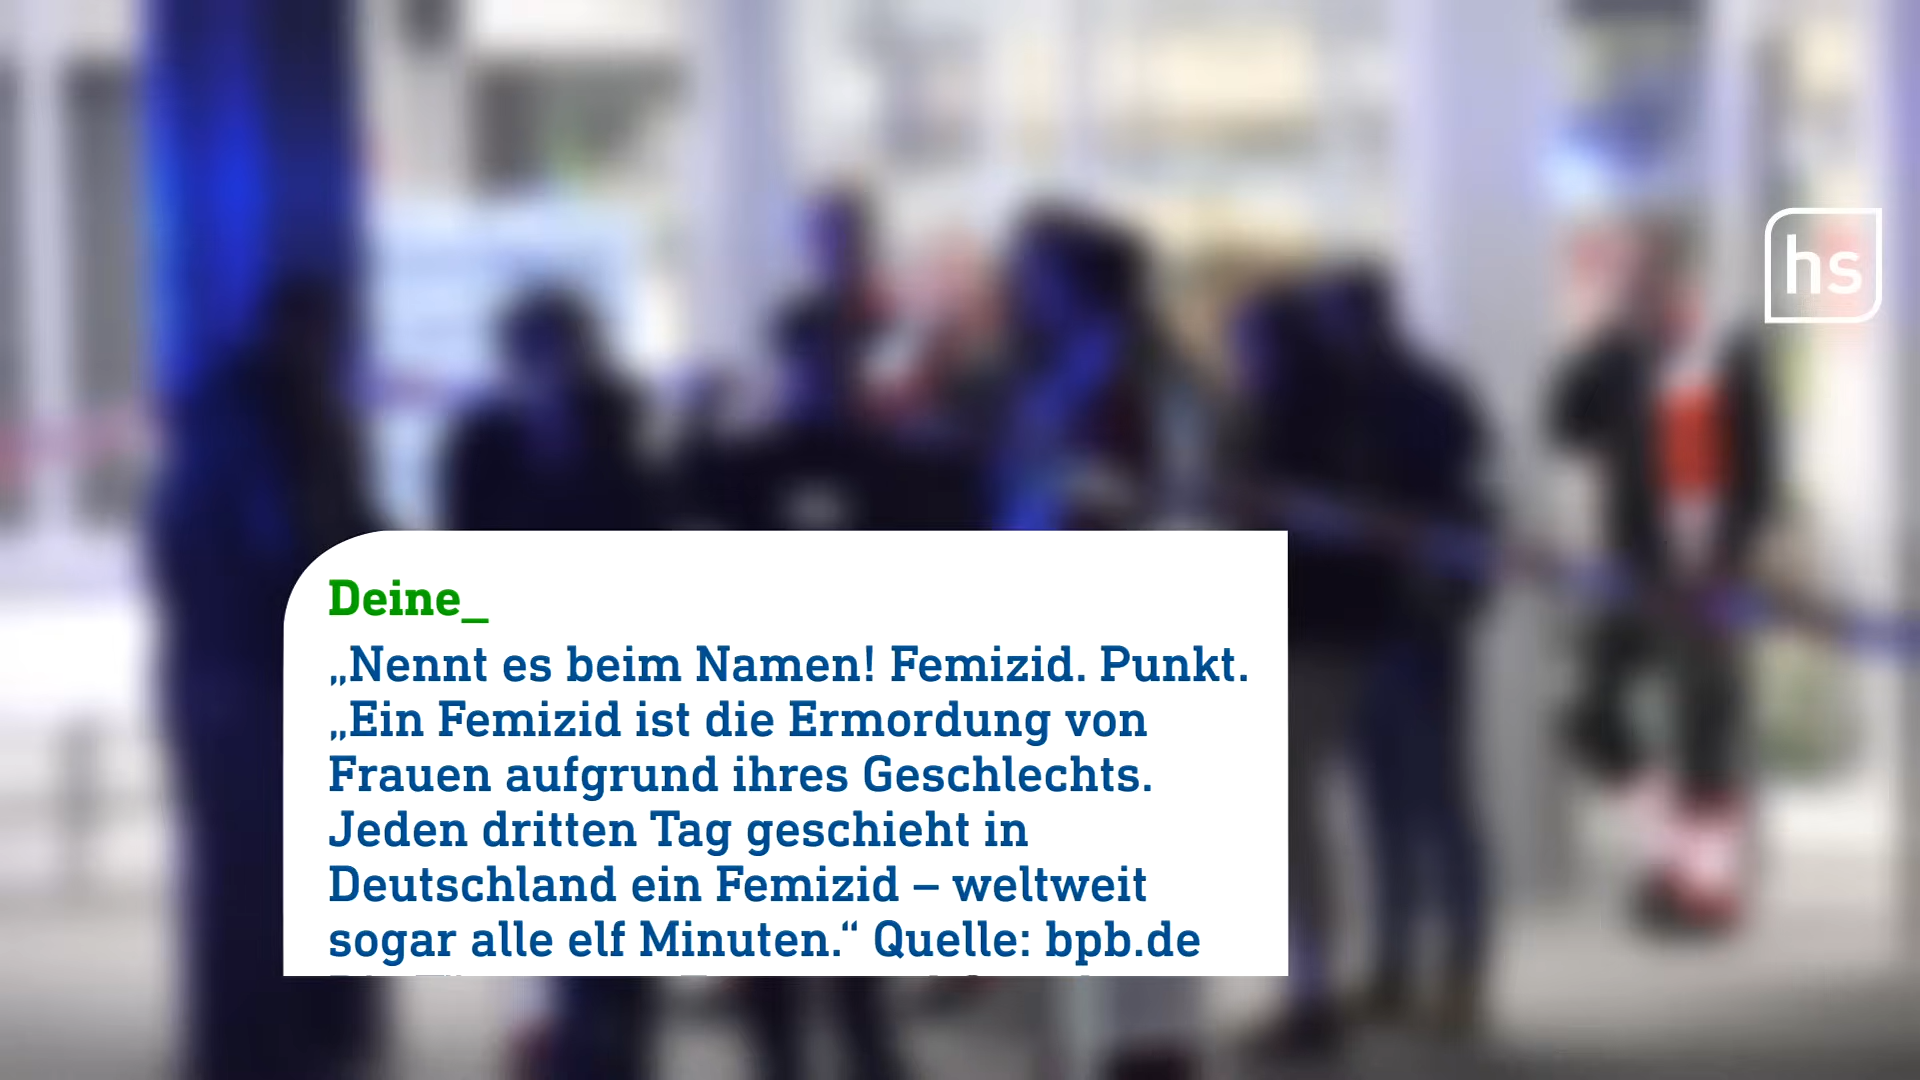 hs
Deine_
„Nennt es beim Namen! Femizid. Punkt.
„Ein Femizid ist die Ermordung von
Frauen aufgrund ihres Geschlechts.
Jeden dritten Tag geschieht in
Deutschland ein Femizid – weltweit
sogar alle elf Minuten.“ Quelle: bpb.de